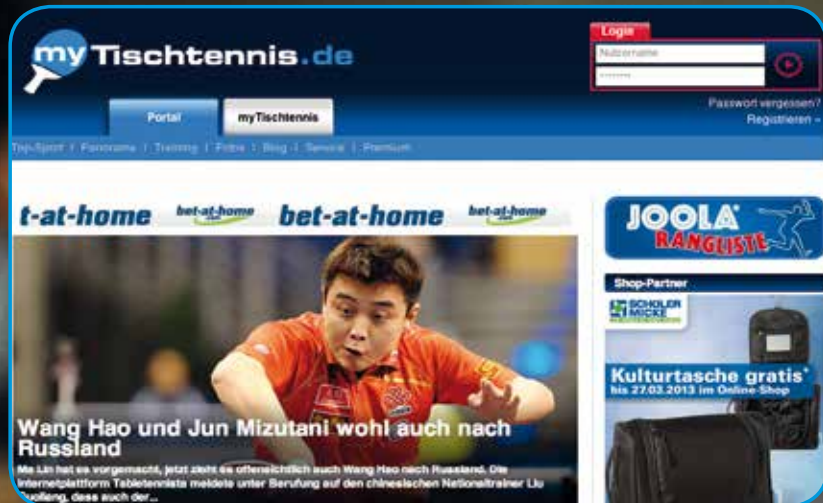 myTischtennis.de
Login
Nutzername
Passwort vergessen?
Registrieren »
Portal
myTischtennis
Top-Sport | Panorama | Training | Fotos | Blog | Service | Premium
t-at-home bet-at-home bet-at-home bet-at-home
JOOLA
RANGLISTE
Shop-Partner
SCHÖLER
MICKE
Kulturtasche gratis*
bis 27.03.2013 im Online-Shop
Wang Hao und Jun Mizutani wohl auch nach
Russland
Ma Lin hat es vorgemacht, jetzt zieht es offensichtlich auch Wang Hao nach Russland. Die
Internetplattform Tabletennista meldete unter Berufung auf den chinesischen Nationaltrainer Liu
Guoliang, dass auch der...